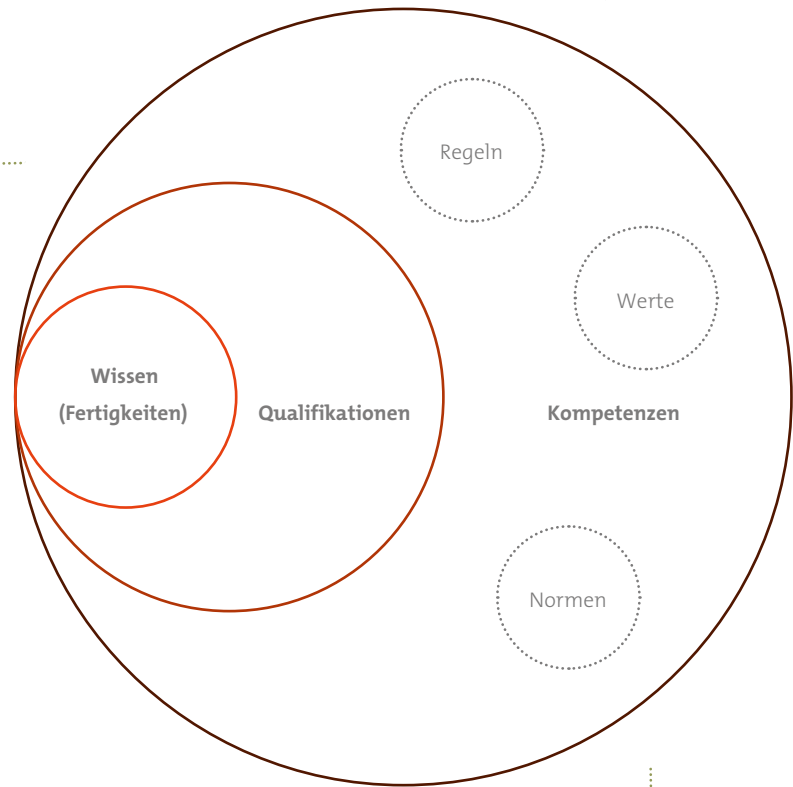 Regeln
Werte
Wissen
(Fertigkeiten)
Qualifikationen
Kompetenzen
Normen